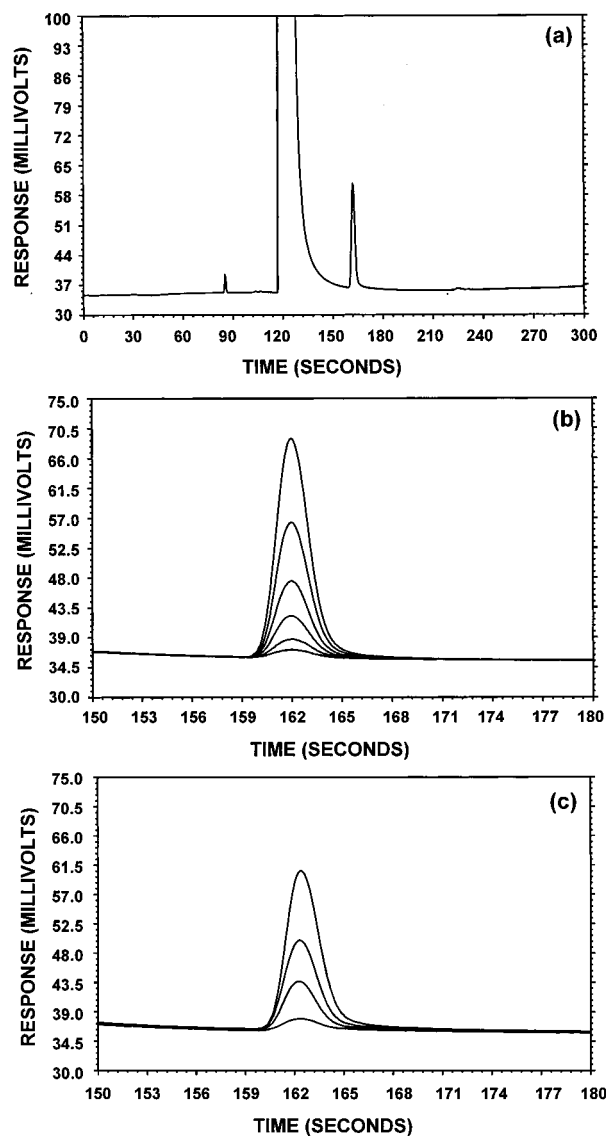 (a)
RESPONSE (MILLIVOLTS)
100
93
86
79
72
65
58
51
44
37
30
0 30 60 90 120 150 180 210 240 270 300
TIME (SECONDS)
(b)
RESPONSE (MILLIVOLTS)
75.0
70.5
66.0
61.5
57.0
52.5
48.0
43.5
39.0
34.5
30.0
150 153 156 159 162 165 168 171 174 177 180
TIME (SECONDS)
(c)
RESPONSE (MILLIVOLTS)
75.0
70.5
66.0
61.5
57.0
52.5
48.0
43.5
39.0
34.5
30.0
150 153 156 159 162 165 168 171 174 177 180
TIME (SECONDS)